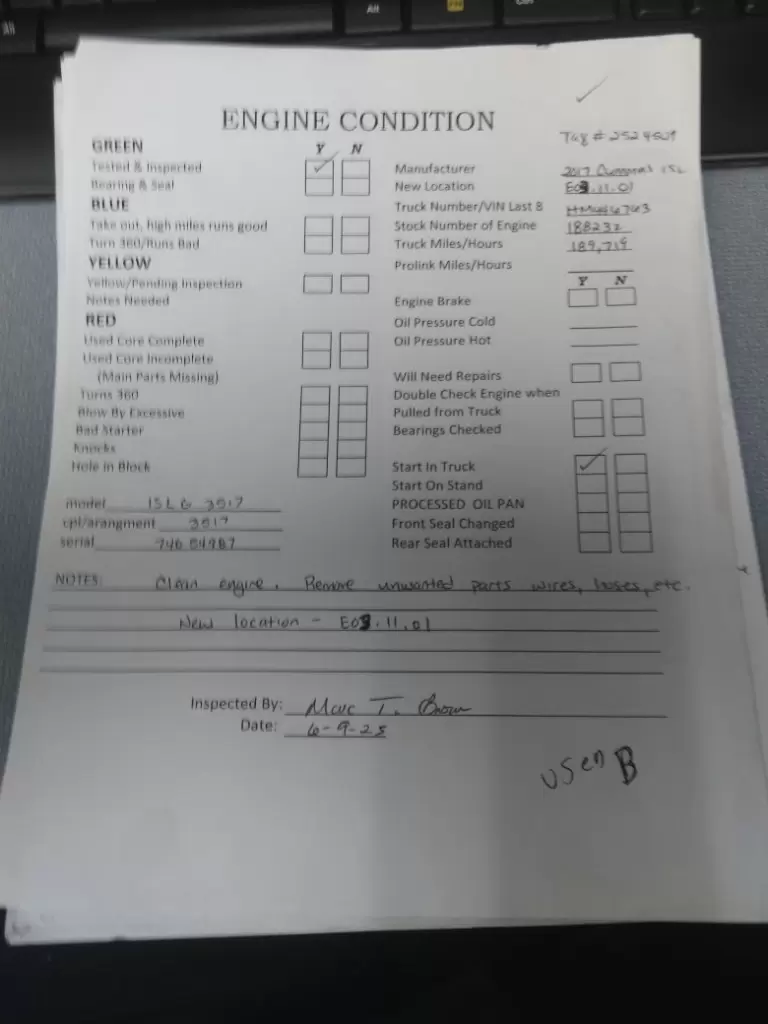 ENGINE CONDITION
Tag # 2524509
GREEN Y N
Tested & Inspected
Bearing & Seal
BLUE
Take out, high miles runs good
Turn 360/Runs Bad
YELLOW
Yellow/Pending Inspection
Notes Needed
RED
Used Core Complete
Used Core Incomplete
(Main Parts Missing)
Turns 360
Blow By Excessive
Bad Starter
Knocks
Hole in Block
model ISL G 3517
cpl/arangment 3517
serial
Manufacturer 2017 Cummins ISL
New Location E03.11.01
Truck Number/VIN Last 8
Stock Number of Engine 188232
Truck Miles/Hours 189,719
Prolink Miles/Hours
Y N
Engine Brake
Oil Pressure Cold
Oil Pressure Hot
Will Need Repairs
Double Check Engine when
Pulled from Truck
Bearings Checked
Start In Truck
Start On Stand
PROCESSED OIL PAN
Front Seal Changed
Rear Seal Attached
NOTES: Clean engine. Remove unwanted parts wires, hoses, etc.
New location - E03.11.01
Inspected By: Marc T. Brown
Date: 6-9-25
USED B